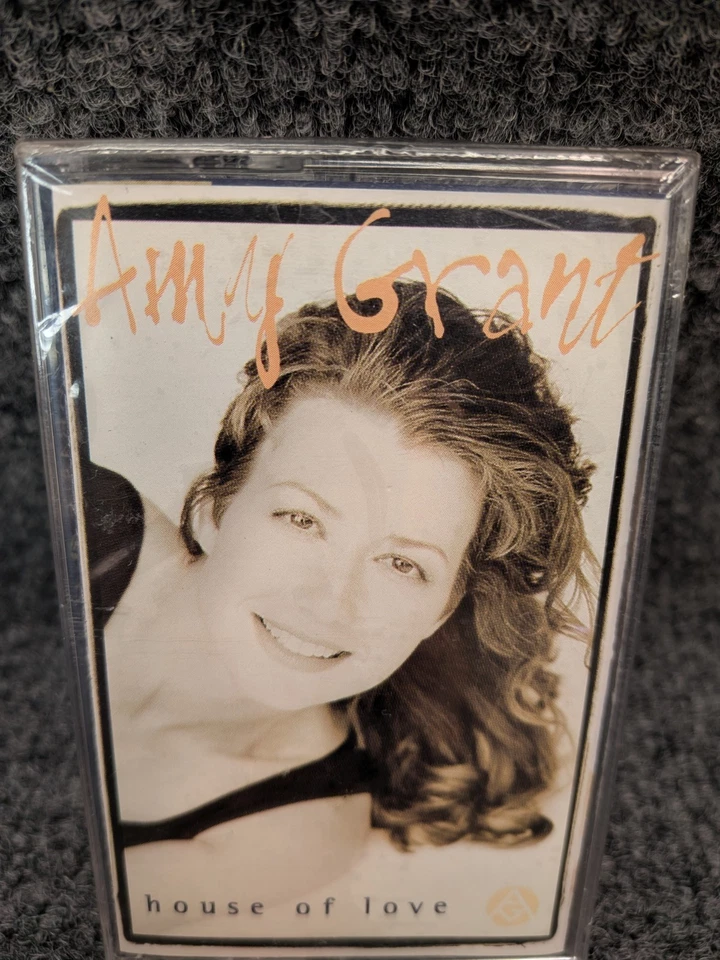 Amy Grant
house of love